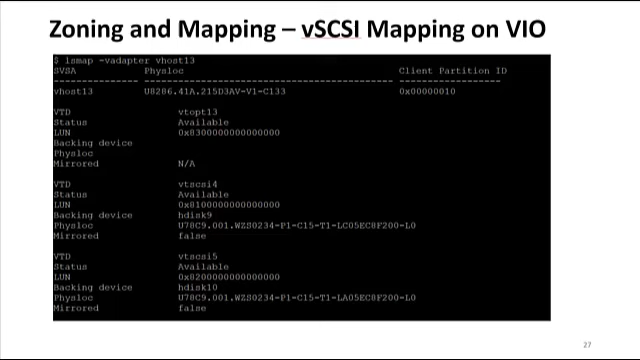 Zoning and Mapping – vSCSI Mapping on VIO
$ lsmap -vadapter vhost13
SVSA Physloc Client Partition ID
--------------- -------------------------------------------- ------------------
vhost13 U8286.41A.215D3AV-V1-C133 0x00000010
VTD vtopt13
Status Available
LUN 0x8300000000000000
Backing device
Physloc
Mirrored N/A
VTD vtscsi4
Status Available
LUN 0x8100000000000000
Backing device hdisk9
Physloc U78C9.001.WZS0234-P1-C15-T1-LC05EC8F200-L0
Mirrored false
VTD vtscsi5
Status Available
LUN 0x8200000000000000
Backing device hdisk10
Physloc U78C9.001.WZS0234-P1-C15-T1-LA05EC8F200-L0
Mirrored false
27